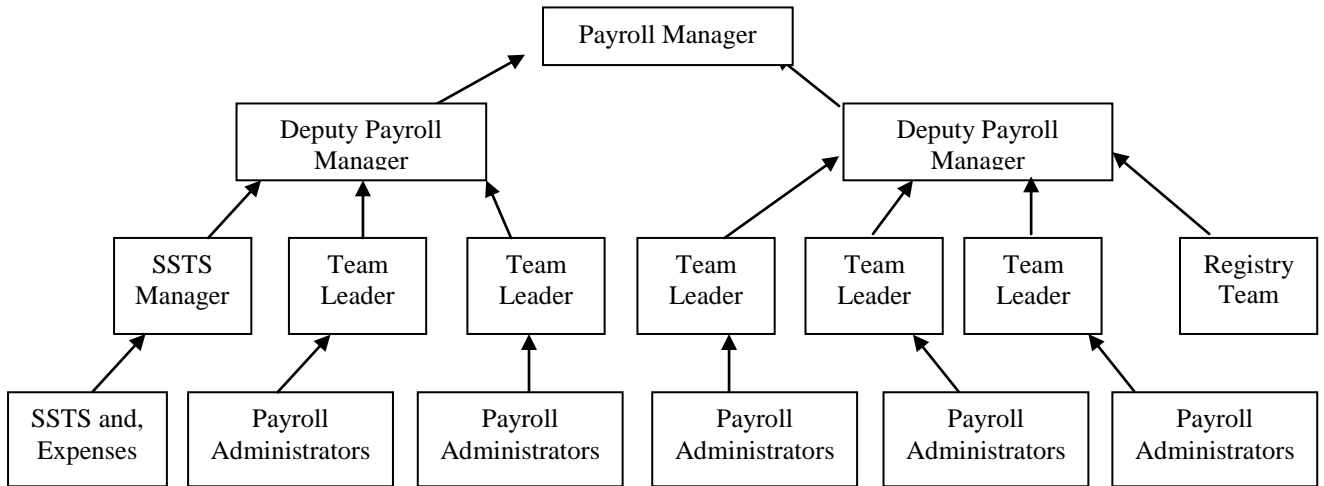 Payroll Manager
Deputy Payroll
Manager
Deputy Payroll
Manager
SSTS
Manager
Team
Leader
Team
Leader
Team
Leader
Team
Leader
Team
Leader
Registry
Team
SSTS and,
Expenses
Payroll
Administrators
Payroll
Administrators
Payroll
Administrators
Payroll
Administrators
Payroll
Administrators